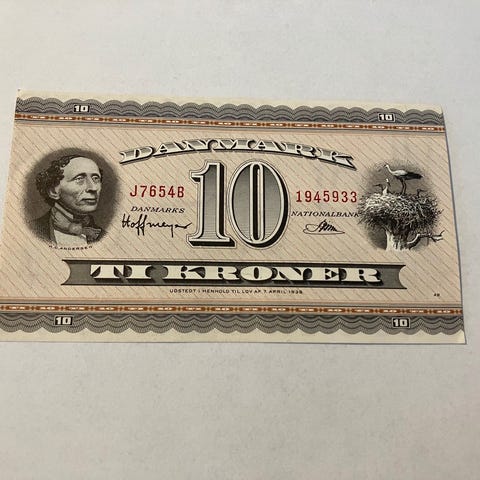 10 10
DANMARK
J7654B 10 1945933
DANMARKS NATIONALBANK
Hoffmeyer
H.C. ANDERSEN
TI KRONER
UDSTEDT I HENHOLD TIL LOV AF 7. APRIL 1936
10 10